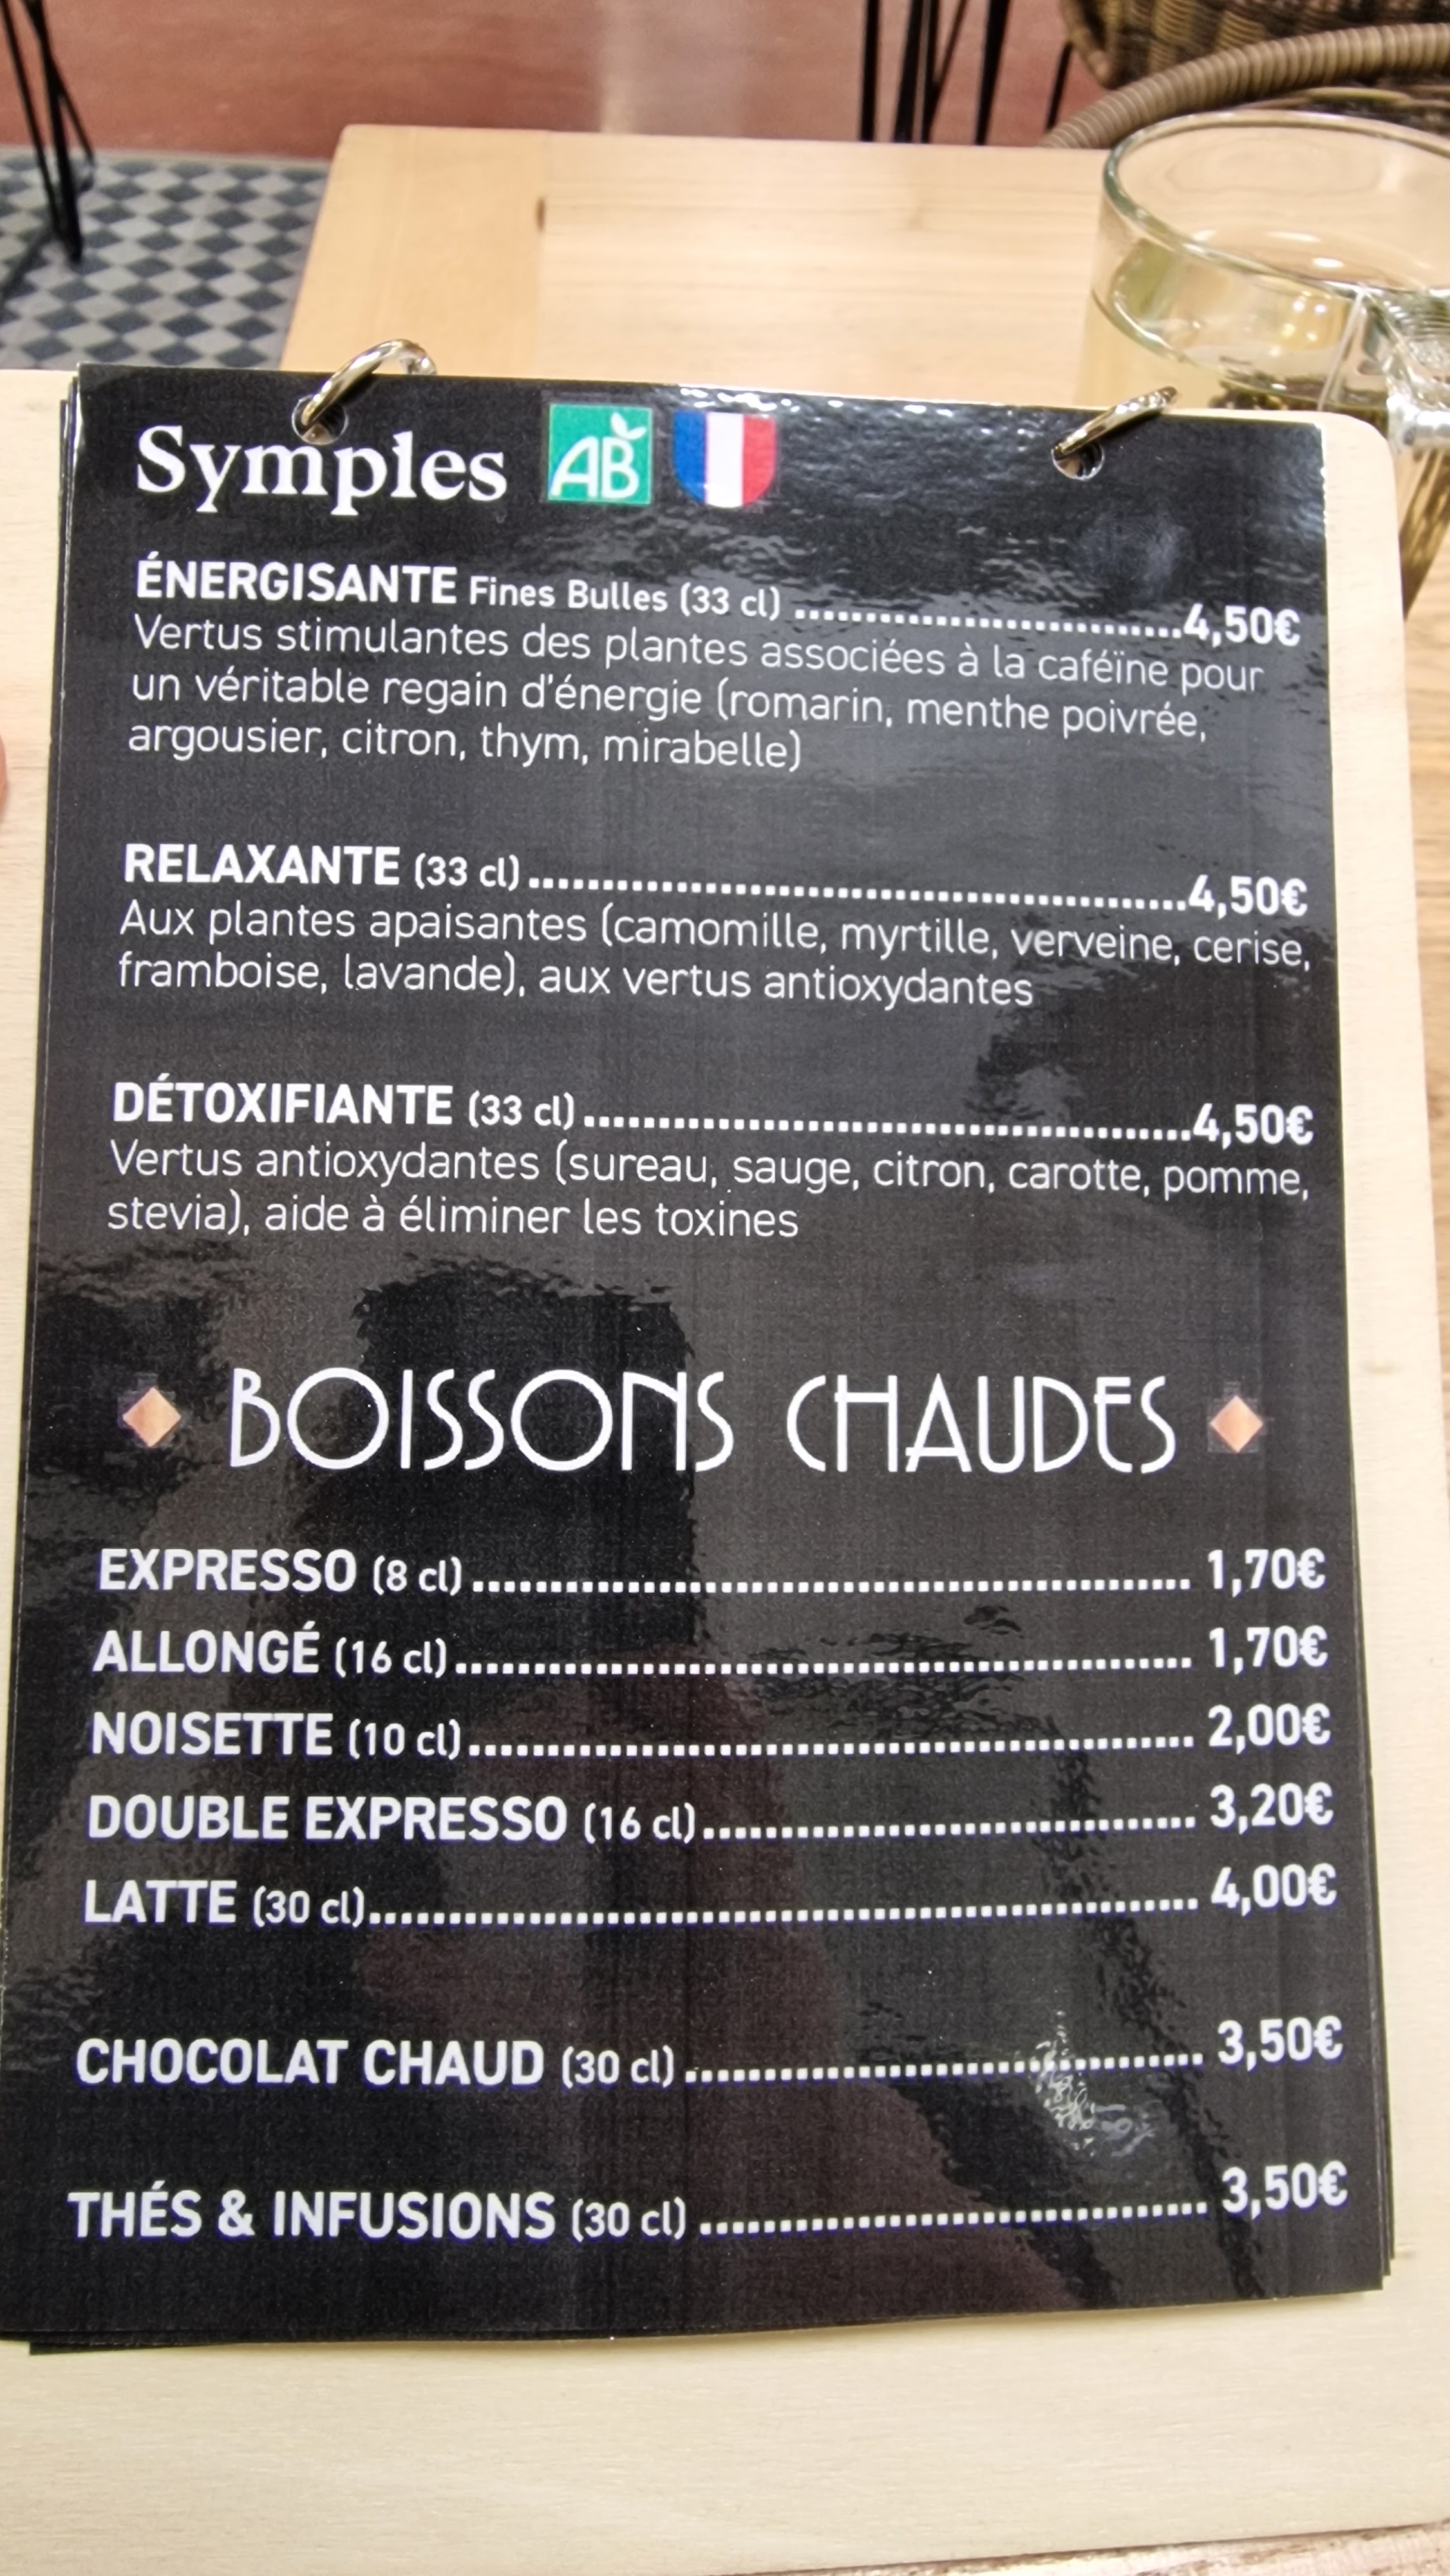 Symples AB
ÉNERGISANTE Fines Bulles (33 cl) ........................................4,50€
Vertus stimulantes des plantes associées à la caféïne pour
un véritable regain d'énergie (romarin, menthe poivrée,
argousier, citron, thym, mirabelle)
RELAXANTE (33 cl)........................................4,50€
Aux plantes apaisantes (camomille, myrtille, verveine, cerise,
framboise, lavande), aux vertus antioxydantes
DÉTOXIFIANTE (33 cl)........................................4,50€
Vertus antioxydantes (sureau, sauge, citron, carotte, pomme,
stevia), aide à éliminer les toxines
BOISSONS CHAUDES
EXPRESSO (8 cl)........................................ 1,70€
ALLONGÉ (16 cl)........................................ 1,70€
NOISETTE (10 cl)........................................ 2,00€
DOUBLE EXPRESSO (16 cl)........................................ 3,20€
LATTE (30 cl)........................................ 4,00€
CHOCOLAT CHAUD (30 cl)........................................ 3,50€
THÉS & INFUSIONS (30 cl) ........................................ 3,50€